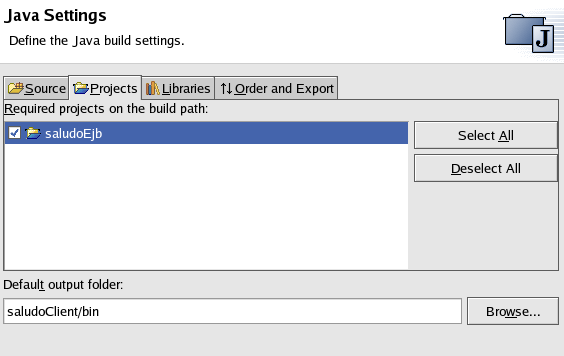 Java Settings
Define the Java build settings.
J
Source Projects Libraries Order and Export
Required projects on the build path:
saludoEjb
Select All
Deselect All
Default output folder:
saludoClient/bin
Browse...